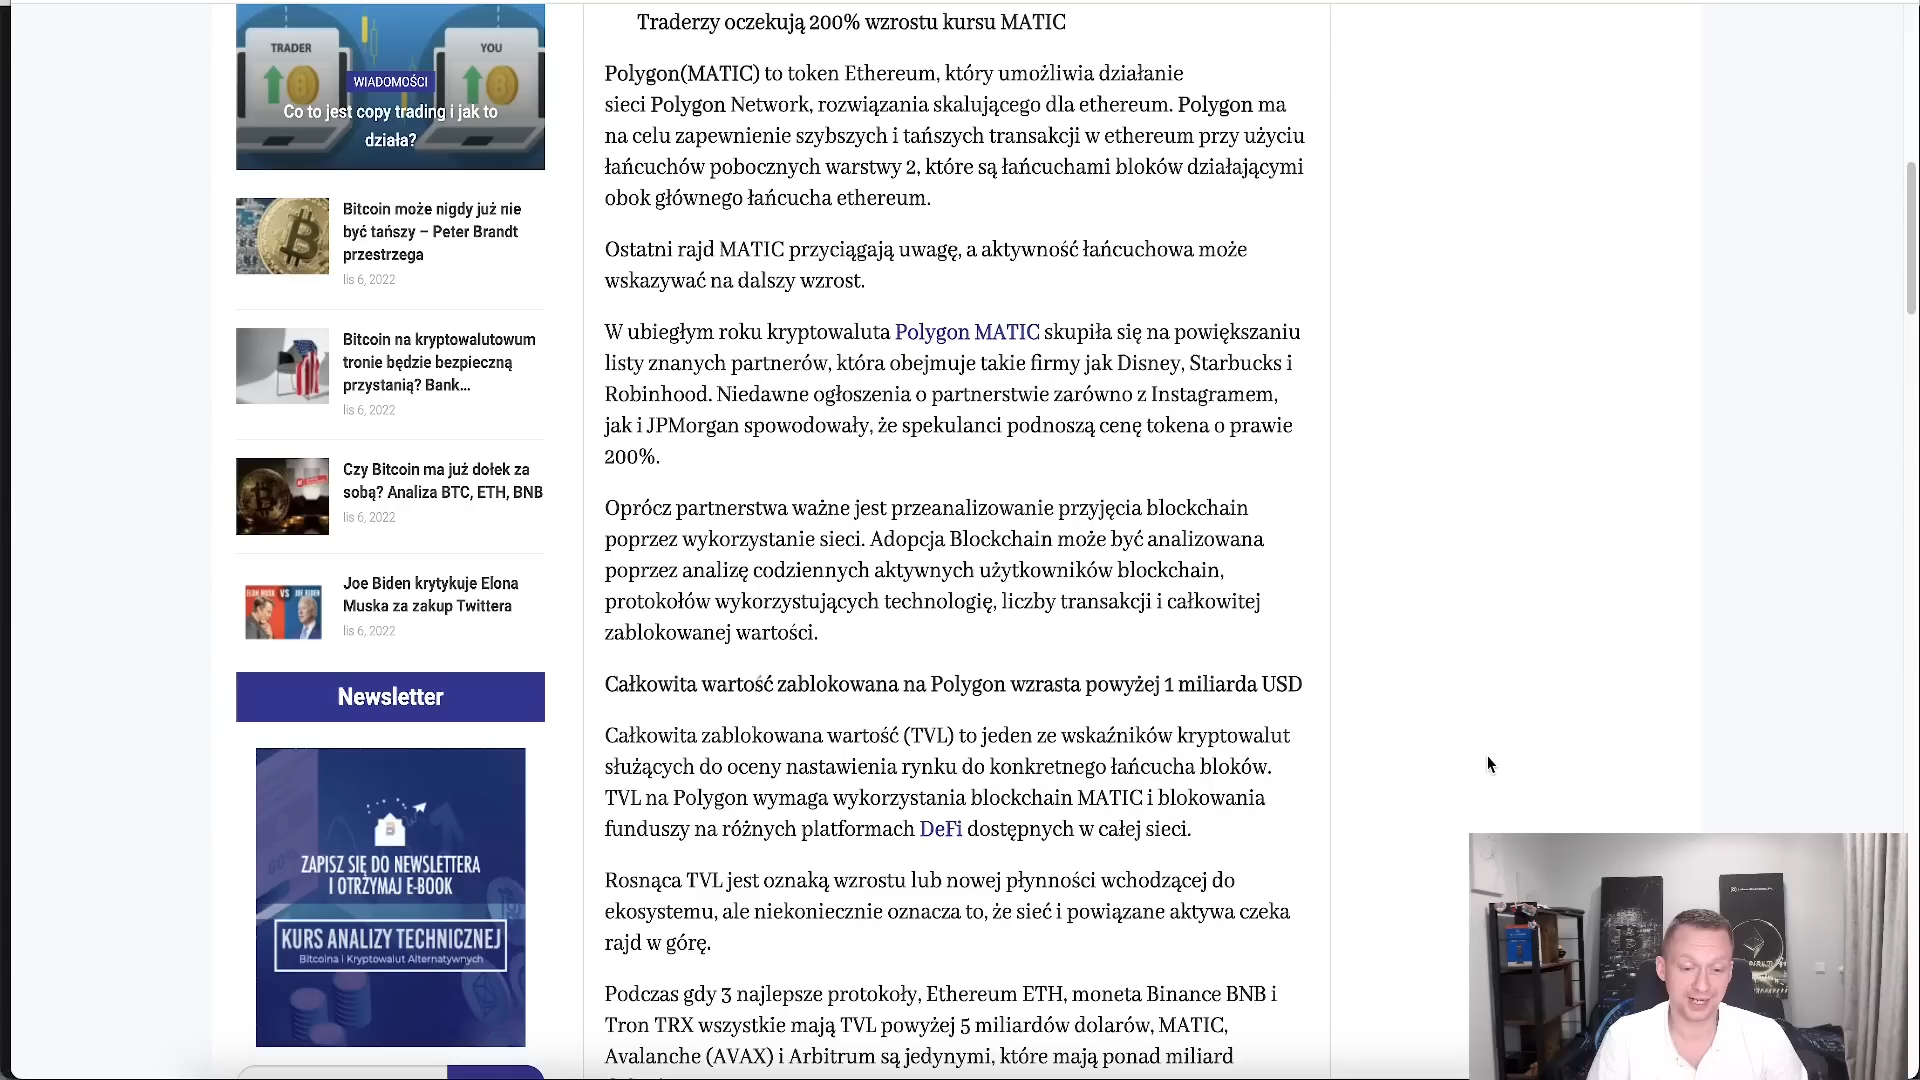 TRADER
YOU
WIADOMOŚCI
Co to jest copy trading i jak to
działa?
Bitcoin może nigdy już nie
być tańszy – Peter Brandt
przestrzega
lis 6, 2022
Bitcoin na kryptowalutowum
tronie będzie bezpieczną
przystanią? Bank...
lis 6, 2022
Czy Bitcoin ma już dołek za
sobą? Analiza BTC, ETH, BNB
lis 6, 2022
ELON MUSK VS JOE BIDEN
Joe Biden krytykuje Elona
Muska za zakup Twittera
lis 6, 2022
Newsletter
ZAPISZ SIĘ DO NEWSLETTERA
I OTRZYMAJ E-BOOK
KURS ANALIZY TECHNICZNEJ
Bitcoina i Kryptowalut Alternatywnych
Traderzy oczekują 200% wzrostu kursu MATIC
Polygon(MATIC) to token Ethereum, który umożliwia działanie
sieci Polygon Network, rozwiązania skalującego dla ethereum. Polygon ma
na celu zapewnienie szybszych i tańszych transakcji w ethereum przy użyciu
łańcuchów pobocznych warstwy 2, które są łańcuchami bloków działającymi
obok głównego łańcucha ethereum.
Ostatni rajd MATIC przyciągają uwagę, a aktywność łańcuchowa może
wskazywać na dalszy wzrost.
W ubiegłym roku kryptowaluta Polygon MATIC skupiła się na powiększaniu
listy znanych partnerów, która obejmuje takie firmy jak Disney, Starbucks i
Robinhood. Niedawne ogłoszenia o partnerstwie zarówno z Instagramem,
jak i JPMorgan spowodowały, że spekulanci podnoszą cenę tokena o prawie
200%.
Oprócz partnerstwa ważne jest przeanalizowanie przyjęcia blockchain
poprzez wykorzystanie sieci. Adopcja Blockchain może być analizowana
poprzez analizę codziennych aktywnych użytkowników blockchain,
protokołów wykorzystujących technologię, liczby transakcji i całkowitej
zablokowanej wartości.
Całkowita wartość zablokowana na Polygon wzrasta powyżej 1 miliarda USD
Całkowita zablokowana wartość (TVL) to jeden ze wskaźników kryptowalut
służących do oceny nastawienia rynku do konkretnego łańcucha bloków.
TVL na Polygon wymaga wykorzystania blockchain MATIC i blokowania
funduszy na różnych platformach DeFi dostępnych w całej sieci.
Rosnąca TVL jest oznaką wzrostu lub nowej płynności wchodzącej do
ekosystemu, ale niekoniecznie oznacza to, że sieć i powiązane aktywa czeka
rajd w górę.
Podczas gdy 3 najlepsze protokoły, Ethereum ETH, moneta Binance BNB i
Tron TRX wszystkie mają TVL powyżej 5 miliardów dolarów, MATIC,
Avalanche (AVAX) i Arbitrum są jedynymi, które mają ponad miliard